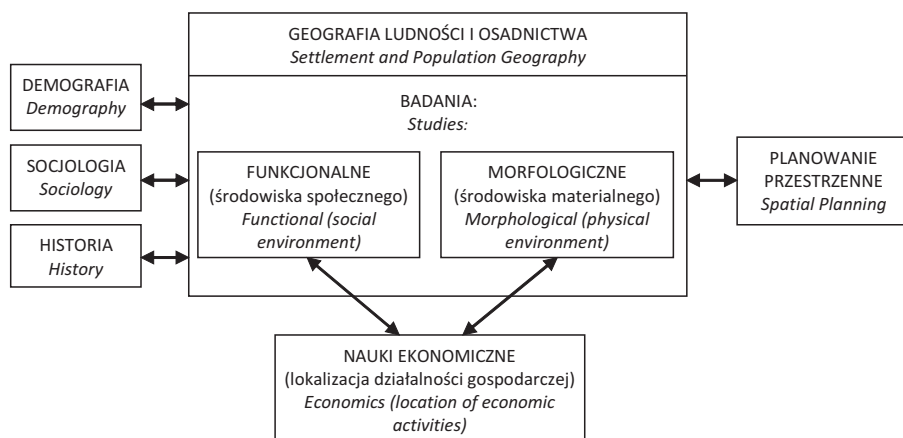 GEOGRAFIA LUDNOŚCI I OSADNICTWA
Settlement and Population Geography
DEMOGRAFIA
Demography
SOCJOLOGIA
Sociology
HISTORIA
History
BADANIA:
Studies:
FUNKCJONALNE
(środowiska społecznego)
Functional (social
environment)
MORFOLOGICZNE
(środowiska materialnego)
Morphological (physical
environment)
PLANOWANIE
PRZESTRZENNE
Spatial Planning
NAUKI EKONOMICZNE
(lokalizacja działalności gospodarczej)
Economics (location of economic
activities)